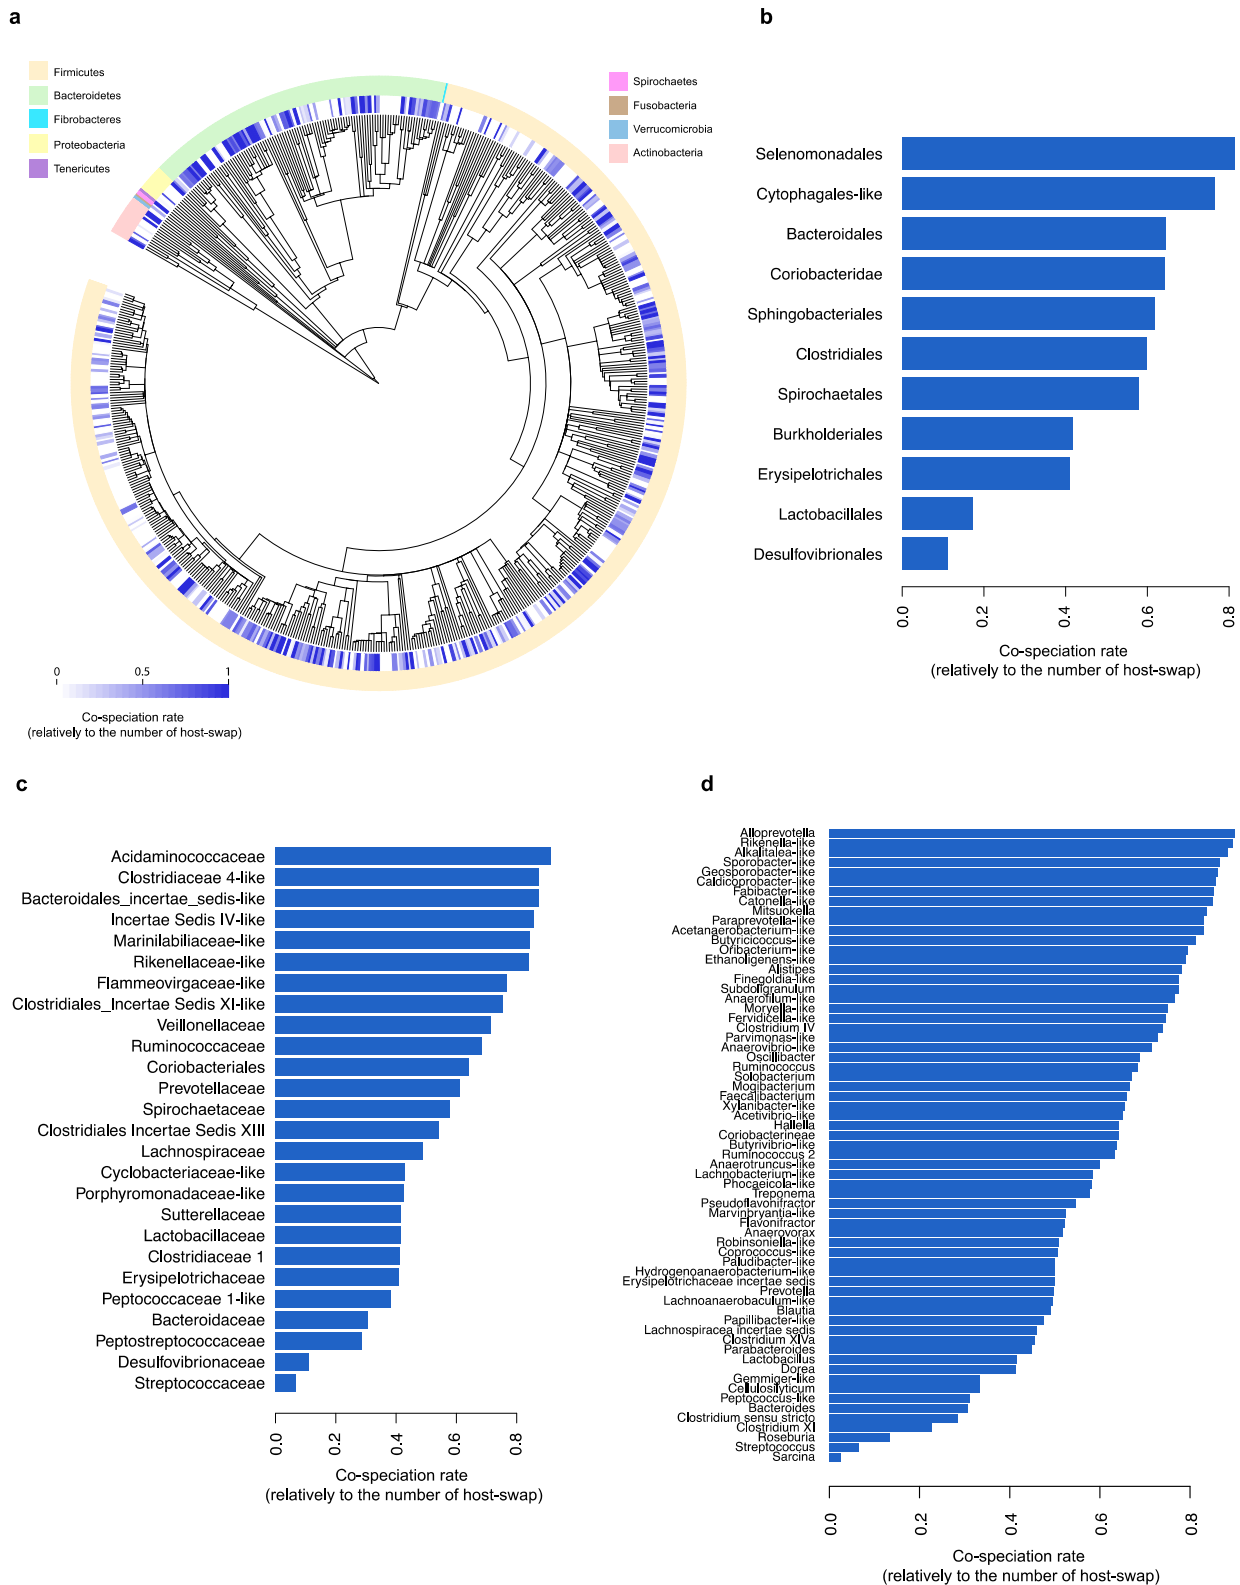 a
Firmicutes
Bacteroidetes
Fibrobacteres
Proteobacteria
Tenericutes
Spirochaetes
Fusobacteria
Verrucomicrobia
Actinobacteria
0
0.5
1
Co-speciation rate
(relatively to the number of host-swap)
b
Selenomonadales
Cytophagales-like
Bacteroidales
Coriobacteridae
Sphingobacteriales
Clostridiales
Spirochaetales
Burkholderiales
Erysipelotrichales
Lactobacillales
Desulfovibrionales
0.0
0.2
0.4
0.6
0.8
Co-speciation rate
(relatively to the number of host-swap)
c
Acidaminococcaceae
Clostridiaceae 4-like
Bacteroidales_incertae_sedis-like
Incertae Sedis IV-like
Marinilabiliaceae-like
Rikenellaceae-like
Flammeovirgaceae-like
Clostridiales_Incertae Sedis XI-like
Veillonellaceae
Ruminococcaceae
Coriobacteriales
Prevotellaceae
Spirochaetaceae
Clostridiales Incertae Sedis XIII
Lachnospiraceae
Cyclobacteriaceae-like
Porphyromonadaceae-like
Sutterellaceae
Lactobacillaceae
Clostridiaceae 1
Erysipelotrichaceae
Peptococcaceae 1-like
Bacteroidaceae
Peptostreptococcaceae
Desulfovibrionaceae
Streptococcaceae
0.0
0.2
0.4
0.6
0.8
Co-speciation rate
(relatively to the number of host-swap)
d
Alloprevotella
Rikenella-like
Alkalitalea-like
Sporobacter-like
Geosporobacter-like
Caldicoprobacter-like
Fabibacter-like
Catonella-like
Mitsuokella
Paraprevotella-like
Acetanaerobacterium-like
Butyricicoccus-like
Oribacterium-like
Ethanoligenens-like
Alistipes
Finegoldia-like
Subdoligranulum
Anaerofilum-like
Moryella-like
Fervidicella-like
Clostridium IV
Parvimonas-like
Anaerovibrio-like
Oscillibacter
Ruminococcus
Solobacterium
Mogibacterium
Faecalibacterium
Xylanibacter-like
Acetivibrio-like
Hallella
Coriobacterineae
Butyrivibrio-like
Ruminococcus 2
Anaerotruncus-like
Lachnobacterium-like
Phocaeicola-like
Treponema
Pseudoflavonifractor
Marvinbryantia-like
Flavonifractor
Anaerovorax
Robinsoniella-like
Coprococcus-like
Paludibacter-like
Hydrogenoanaerobacterium-like
Erysipelotrichaceae incertae sedis
Prevotella
Lachnoanaerobaculum-like
Blautia
Papillibacter-like
Lachnospiracea incertae sedis
Clostridium XIVa
Parabacteroides
Lactobacillus
Dorea
Gemmiger-like
Cellulosilyticum
Peptococcus-like
Bacteroides
Clostridium sensu stricto
Clostridium XI
Roseburia
Streptococcus
Sarcina
0.0
0.2
0.4
0.6
0.8
Co-speciation rate
(relatively to the number of host-swap)